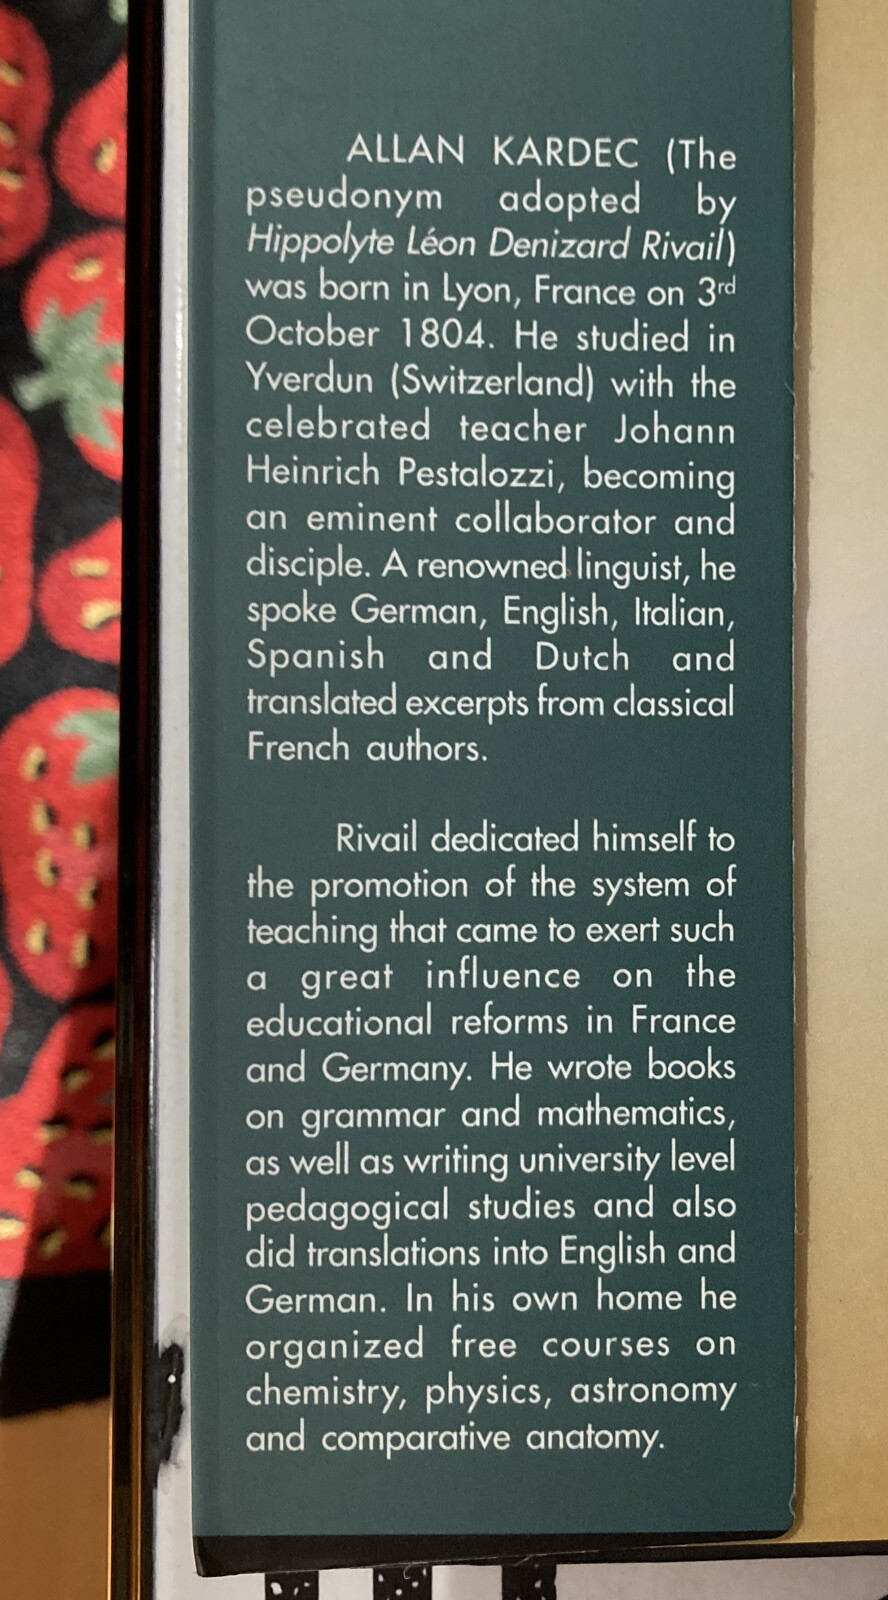 ALLAN KARDEC (The
pseudonym adopted by
Hippolyte Léon Denizard Rivail)
was born in Lyon, France on 3rd
October 1804. He studied in
Yverdun (Switzerland) with the
celebrated teacher Johann
Heinrich Pestalozzi, becoming
an eminent collaborator and
disciple. A renowned linguist, he
spoke German, English, Italian,
Spanish and Dutch and
translated excerpts from classical
French authors.
Rivail dedicated himself to
the promotion of the system of
teaching that came to exert such
a great influence on the
educational reforms in France
and Germany. He wrote books
on grammar and mathematics,
as well as writing university level
pedagogical studies and also
did translations into English and
German. In his own home he
organized free courses on
chemistry, physics, astronomy
and comparative anatomy.